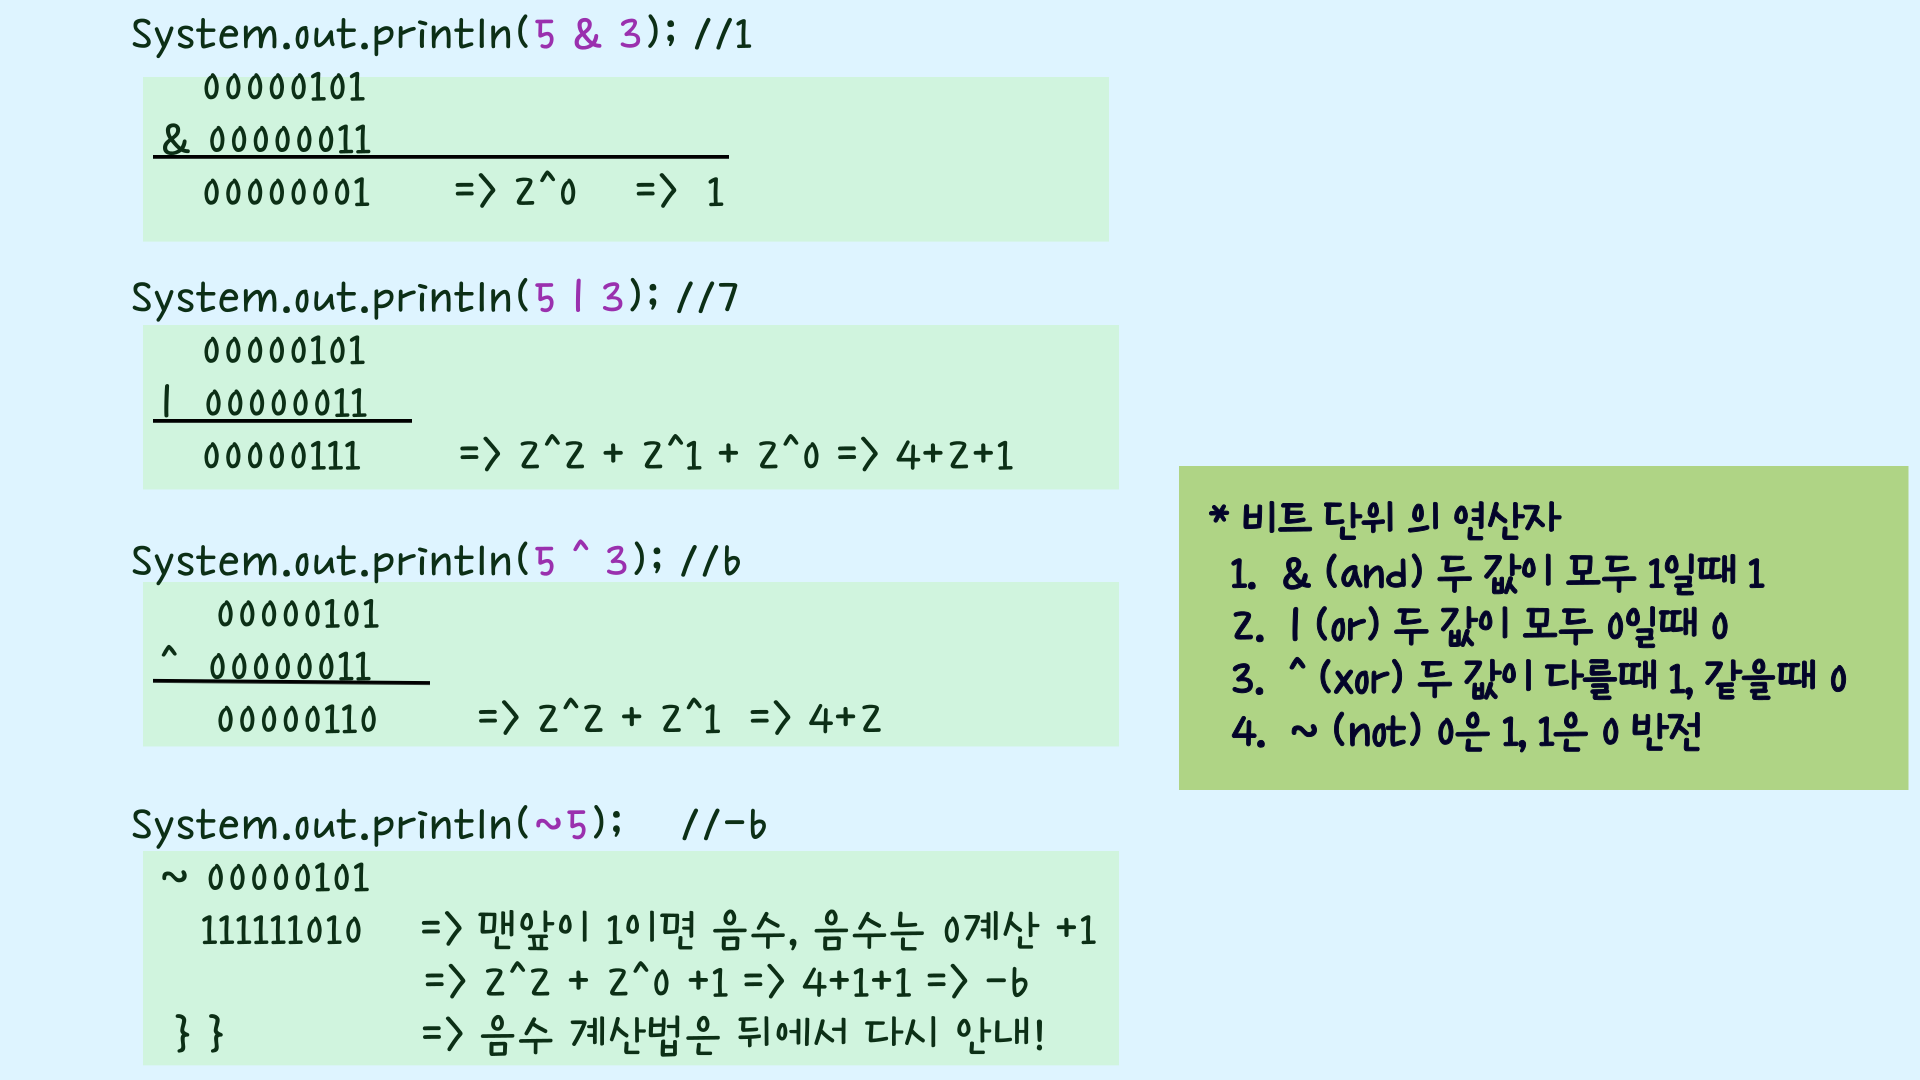 System.out.println(5 & 3); //1
00000101
& 00000011
00000001 => 2^0 => 1
System.out.println(5 | 3); //7
00000101
| 00000011
00000111 => 2^2 + 2^1 + 2^0 => 4+2+1
System.out.println(5 ^ 3); //6
00000101
^ 00000011
00000110 => 2^2 + 2^1 => 4+2
System.out.println(~5); //-6
~ 00000101
111111010 => 맨앞이 1이면 음수, 음수는 0계산 +1
=> 2^2 + 2^0 +1 => 4+1+1 => -6
} } => 음수 계산법은 뒤에서 다시 안내!
* 비트 단위 의 연산자
1. & (and) 두 값이 모두 1일때 1
2. | (or) 두 값이 모두 0일때 0
3. ^ (xor) 두 값이 다를때 1, 같을때 0
4. ~ (not) 0은 1, 1은 0 반전